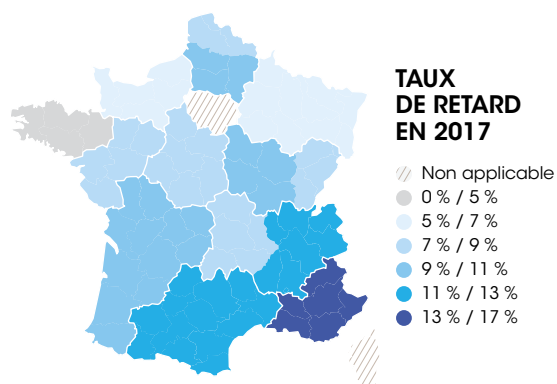 TAUX
DE RETARD
EN 2017
Non applicable
0 % / 5 %
5 % / 7 %
7 % / 9 %
9 % / 11 %
11 % / 13 %
13 % / 17 %